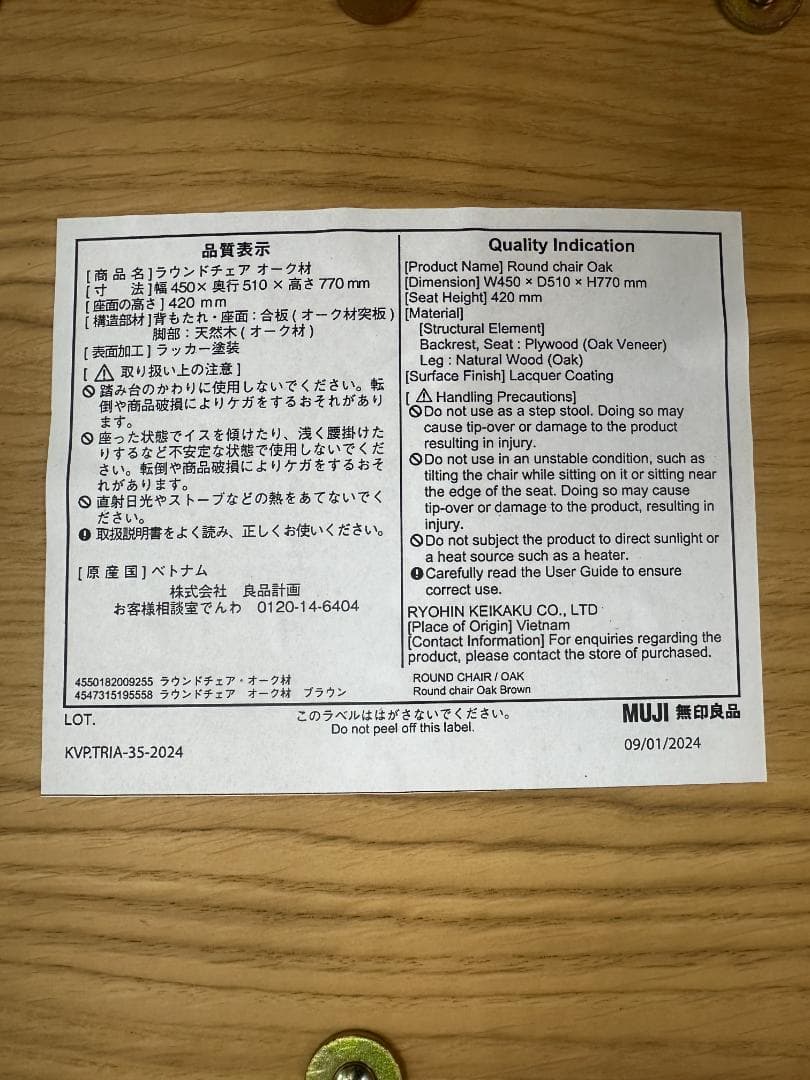 品質表示
[ 商 品 名 ] ラウンドチェア オーク材
[ 寸　　法 ] 幅 450× 奥行 510 × 高さ 770 mm
[ 座面の高さ ] 420 mm
[ 構造部材 ] 背もたれ・座面：合板 ( オーク材突板 )
脚部：天然木 ( オーク材 )
[ 表面加工 ] ラッカー塗装
[ ⚠ 取り扱い上の注意 ]
踏み台のかわりに使用しないでください。転
倒や商品破損によりケガをするおそれがあり
ます。
座った状態でイスを傾けたり、浅く腰掛けた
りするなど不安定な状態で使用しないでくだ
さい。転倒や商品破損によりケガをするおそ
れがあります。
直射日光やストーブなどの熱をあてないでく
ださい。
取扱説明書をよく読み、正しくお使いください。
[ 原 産 国 ] ベトナム
株式会社　良品計画
お客様相談室でんわ　0120-14-6404
4550182009255 ラウンドチェア・オーク材
4547315195558 ラウンドチェア　オーク材　ブラウン
Quality Indication
[Product Name] Round chair Oak
[Dimension] W450 × D510 × H770 mm
[Seat Height] 420 mm
[Material]
[Structural Element]
Backrest, Seat : Plywood (Oak Veneer)
Leg : Natural Wood (Oak)
[Surface Finish] Lacquer Coating
[ ⚠ Handling Precautions]
Do not use as a step stool. Doing so may
cause tip-over or damage to the product
resulting in injury.
Do not use in an unstable condition, such as
tilting the chair while sitting on it or sitting near
the edge of the seat. Doing so may cause
tip-over or damage to the product, resulting in
injury.
Do not subject the product to direct sunlight or
a heat source such as a heater.
Carefully read the User Guide to ensure
correct use.
RYOHIN KEIKAKU CO., LTD
[Place of Origin] Vietnam
[Contact Information] For enquiries regarding the
product, please contact the store of purchased.
ROUND CHAIR / OAK
Round chair Oak Brown
LOT.
このラベルははがさないでください。
Do not peel off this label.
MUJI 無印良品
KVP.TRIA-35-2024
09/01/2024